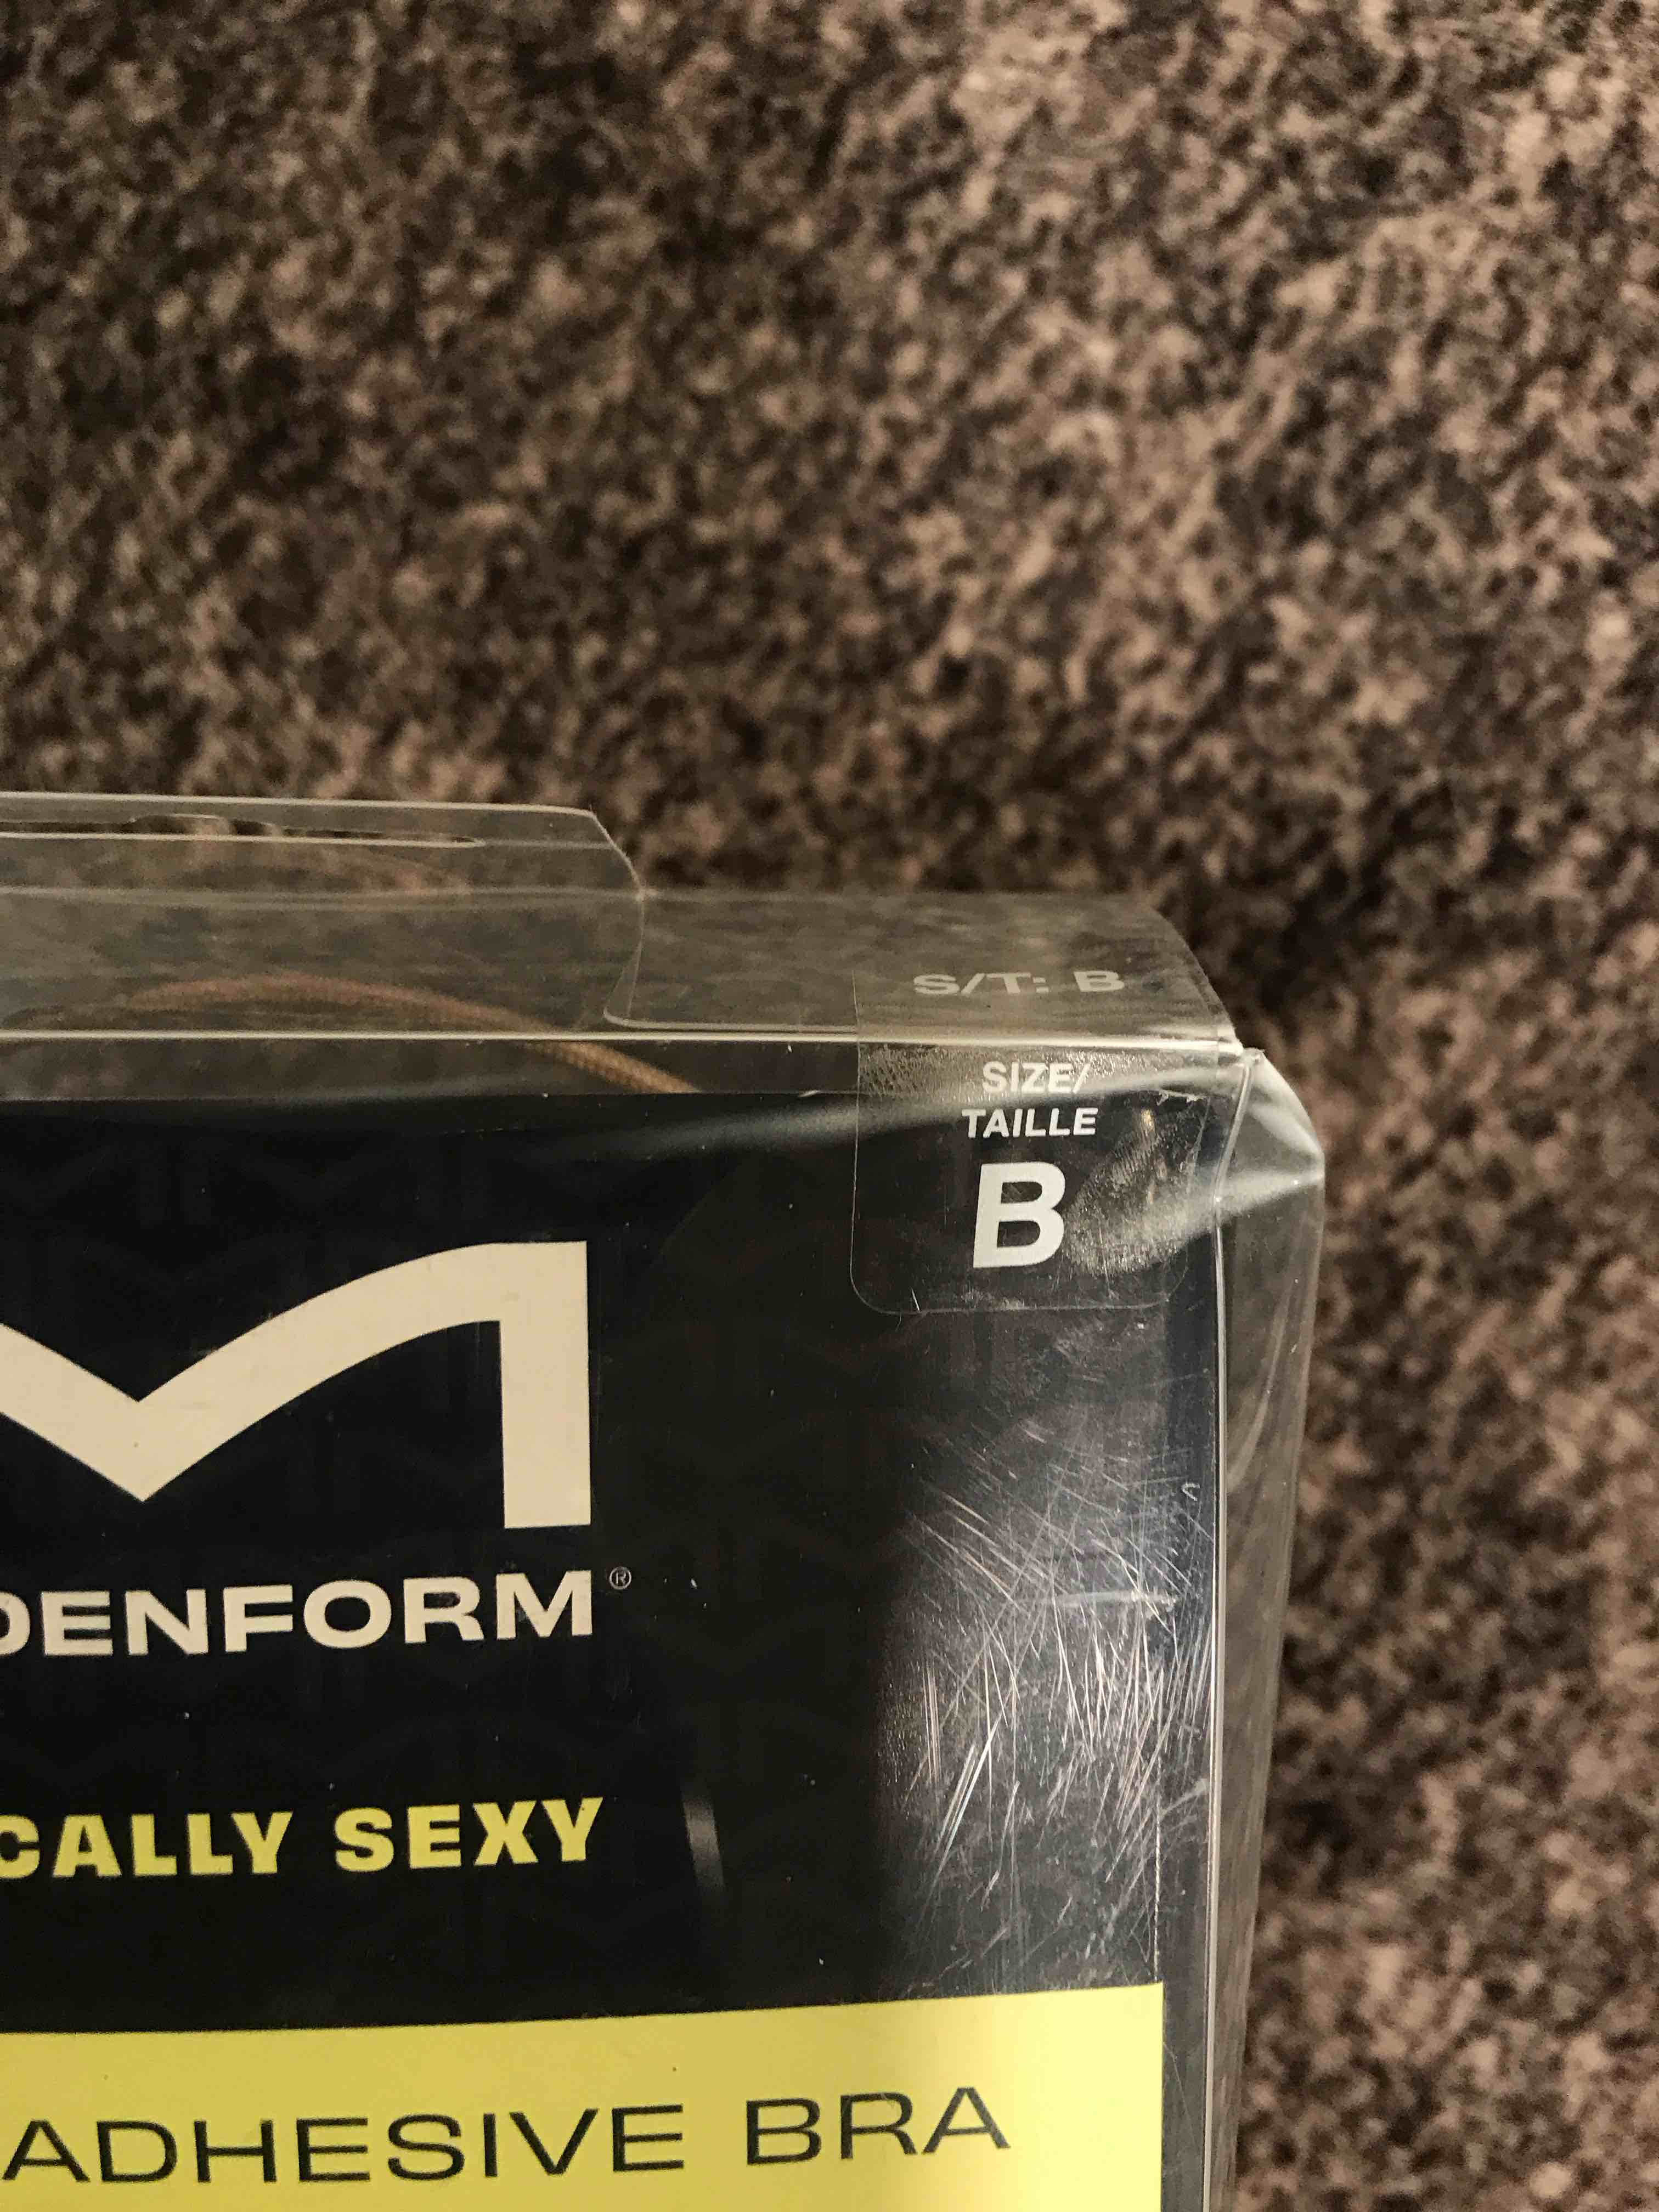 S/T: B
SIZE/
TAILLE
B
DENFORM®
CALLY SEXY
ADHESIVE BRA